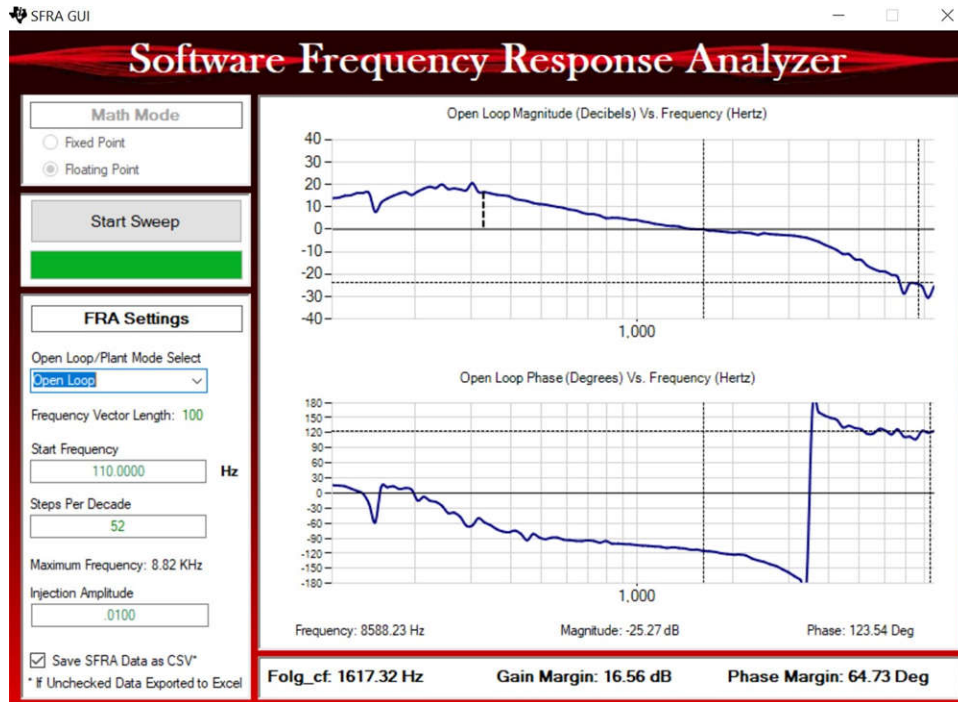 SFRA GUI
Software Frequency Response Analyzer
Math Mode
Fixed Point
Floating Point
Start Sweep
FRA Settings
Open Loop/Plant Mode Select
Open Loop
Frequency Vector Length: 100
Start Frequency
110.0000 Hz
Steps Per Decade
52
Maximum Frequency: 8.82 KHz
Injection Amplitude
.0100
Save SFRA Data as CSV*
* If Unchecked Data Exported to Excel
Open Loop Magnitude (Decibels) Vs. Frequency (Hertz)
40
30
20
10
0
-10
-20
-30
-40
1,000
Open Loop Phase (Degrees) Vs. Frequency (Hertz)
180
150
120
90
60
30
0
-30
-60
-90
-120
-150
-180
1,000
Frequency: 8588.23 Hz Magnitude: -25.27 dB Phase: 123.54 Deg
Folg_cf: 1617.32 Hz Gain Margin: 16.56 dB Phase Margin: 64.73 Deg